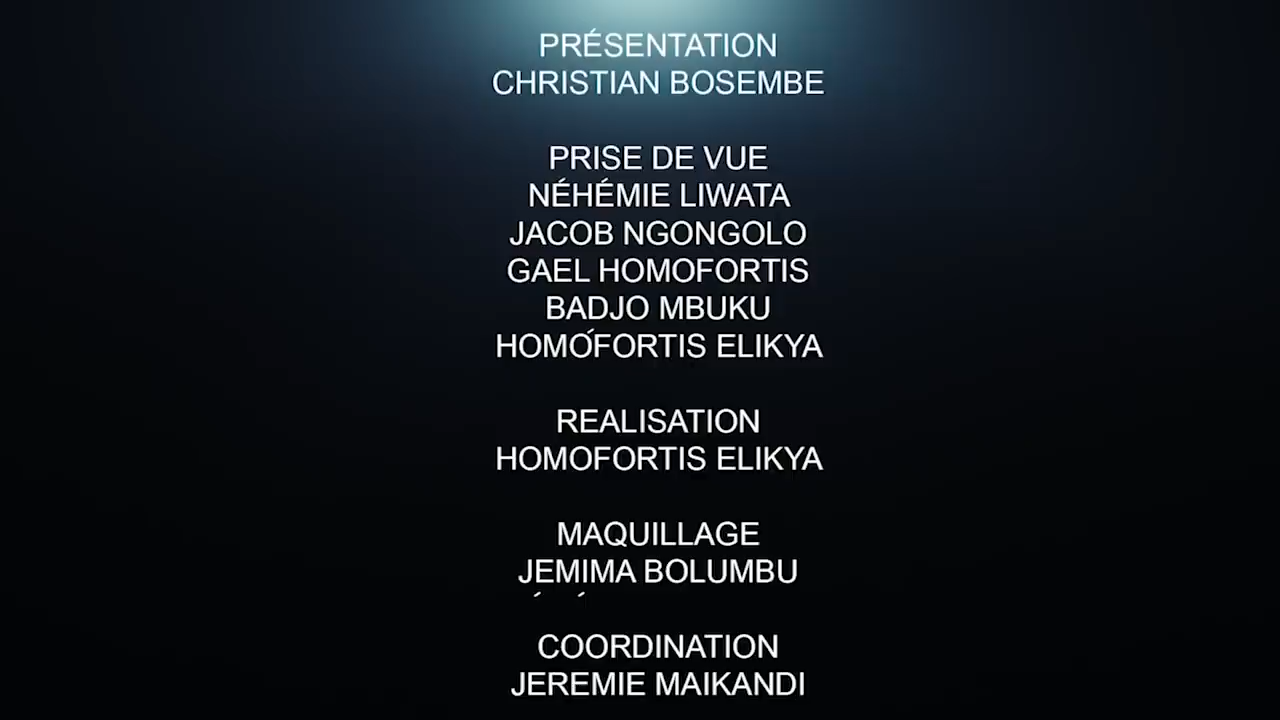 PRÉSENTATION
CHRISTIAN BOSEMBE
PRISE DE VUE
NÉHÉMIE LIWATA
JACOB NGONGOLO
GAEL HOMOFORTIS
BADJO MBUKU
HOMOFORTIS ELIKYA
REALISATION
HOMOFORTIS ELIKYA
MAQUILLAGE
JEMIMA BOLUMBU
COORDINATION
JEREMIE MAIKANDI